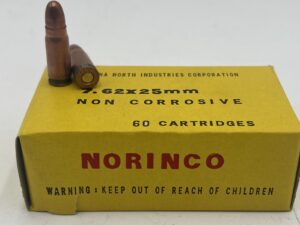 NORTH INDUSTRIES CORPORATION
7.62x25mm
NON CORROSIVE
60 CARTRIDGES
NORINCO
WARNING: KEEP OUT OF REACH OF CHILDREN